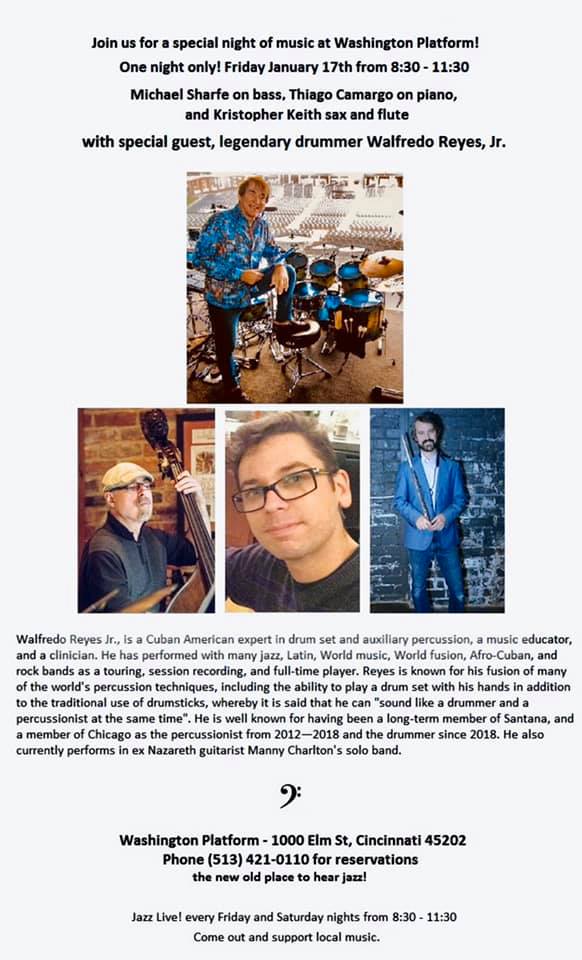 Join us for a special night of music at Washington Platform!
One night only! Friday January 17th from 8:30 - 11:30
Michael Sharfe on bass, Thiago Camargo on piano,
and Kristopher Keith sax and flute
with special guest, legendary drummer Walfredo Reyes, Jr.
Walfredo Reyes Jr., is a Cuban American expert in drum set and auxiliary percussion, a music educator,
and a clinician. He has performed with many jazz, Latin, World music, World fusion, Afro-Cuban, and
rock bands as a touring, session recording, and full-time player. Reyes is known for his fusion of many
of the world's percussion techniques, including the ability to play a drum set with his hands in addition
to the traditional use of drumsticks, whereby it is said that he can "sound like a drummer and a
percussionist at the same time". He is well known for having been a long-term member of Santana, and
a member of Chicago as the percussionist from 2012—2018 and the drummer since 2018. He also
currently performs in ex Nazareth guitarist Manny Charlton's solo band.
Washington Platform - 1000 Elm St, Cincinnati 45202
Phone (513) 421-0110 for reservations
the new old place to hear jazz!
Jazz Live! every Friday and Saturday nights from 8:30 - 11:30
Come out and support local music.